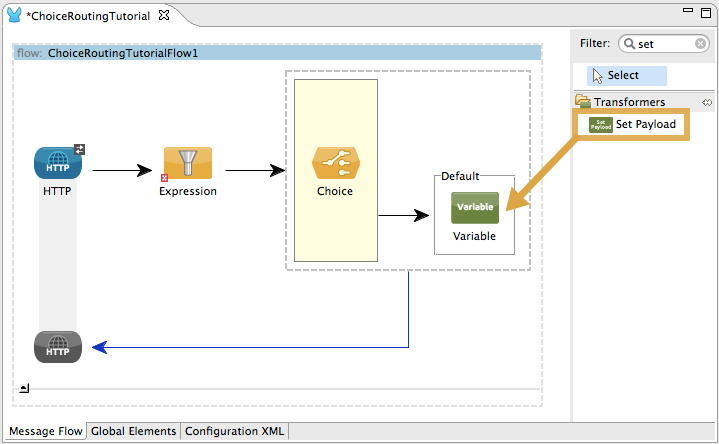 *ChoiceRoutingTutorial
flow: ChoiceRoutingTutorialFlow1
HTTP
HTTP
Expression
Choice
Default
Variable
Variable
HTTP
Filter: set
Select
Transformers
Set Payload
Set Payload
Message Flow Global Elements Configuration XML